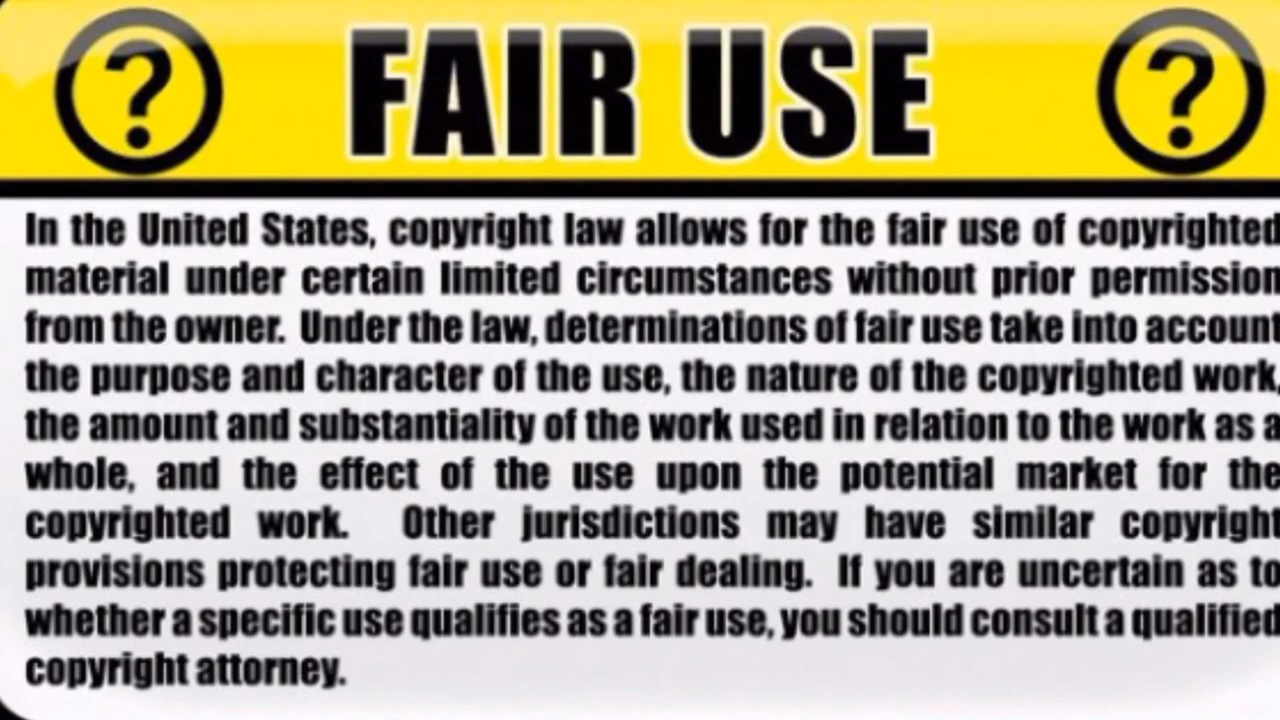 ? FAIR USE ?
In the United States, copyright law allows for the fair use of copyrighted
material under certain limited circumstances without prior permission
from the owner. Under the law, determinations of fair use take into account
the purpose and character of the use, the nature of the copyrighted work,
the amount and substantiality of the work used in relation to the work as a
whole, and the effect of the use upon the potential market for the
copyrighted work. Other jurisdictions may have similar copyright
provisions protecting fair use or fair dealing. If you are uncertain as to
whether a specific use qualifies as a fair use, you should consult a qualified
copyright attorney.